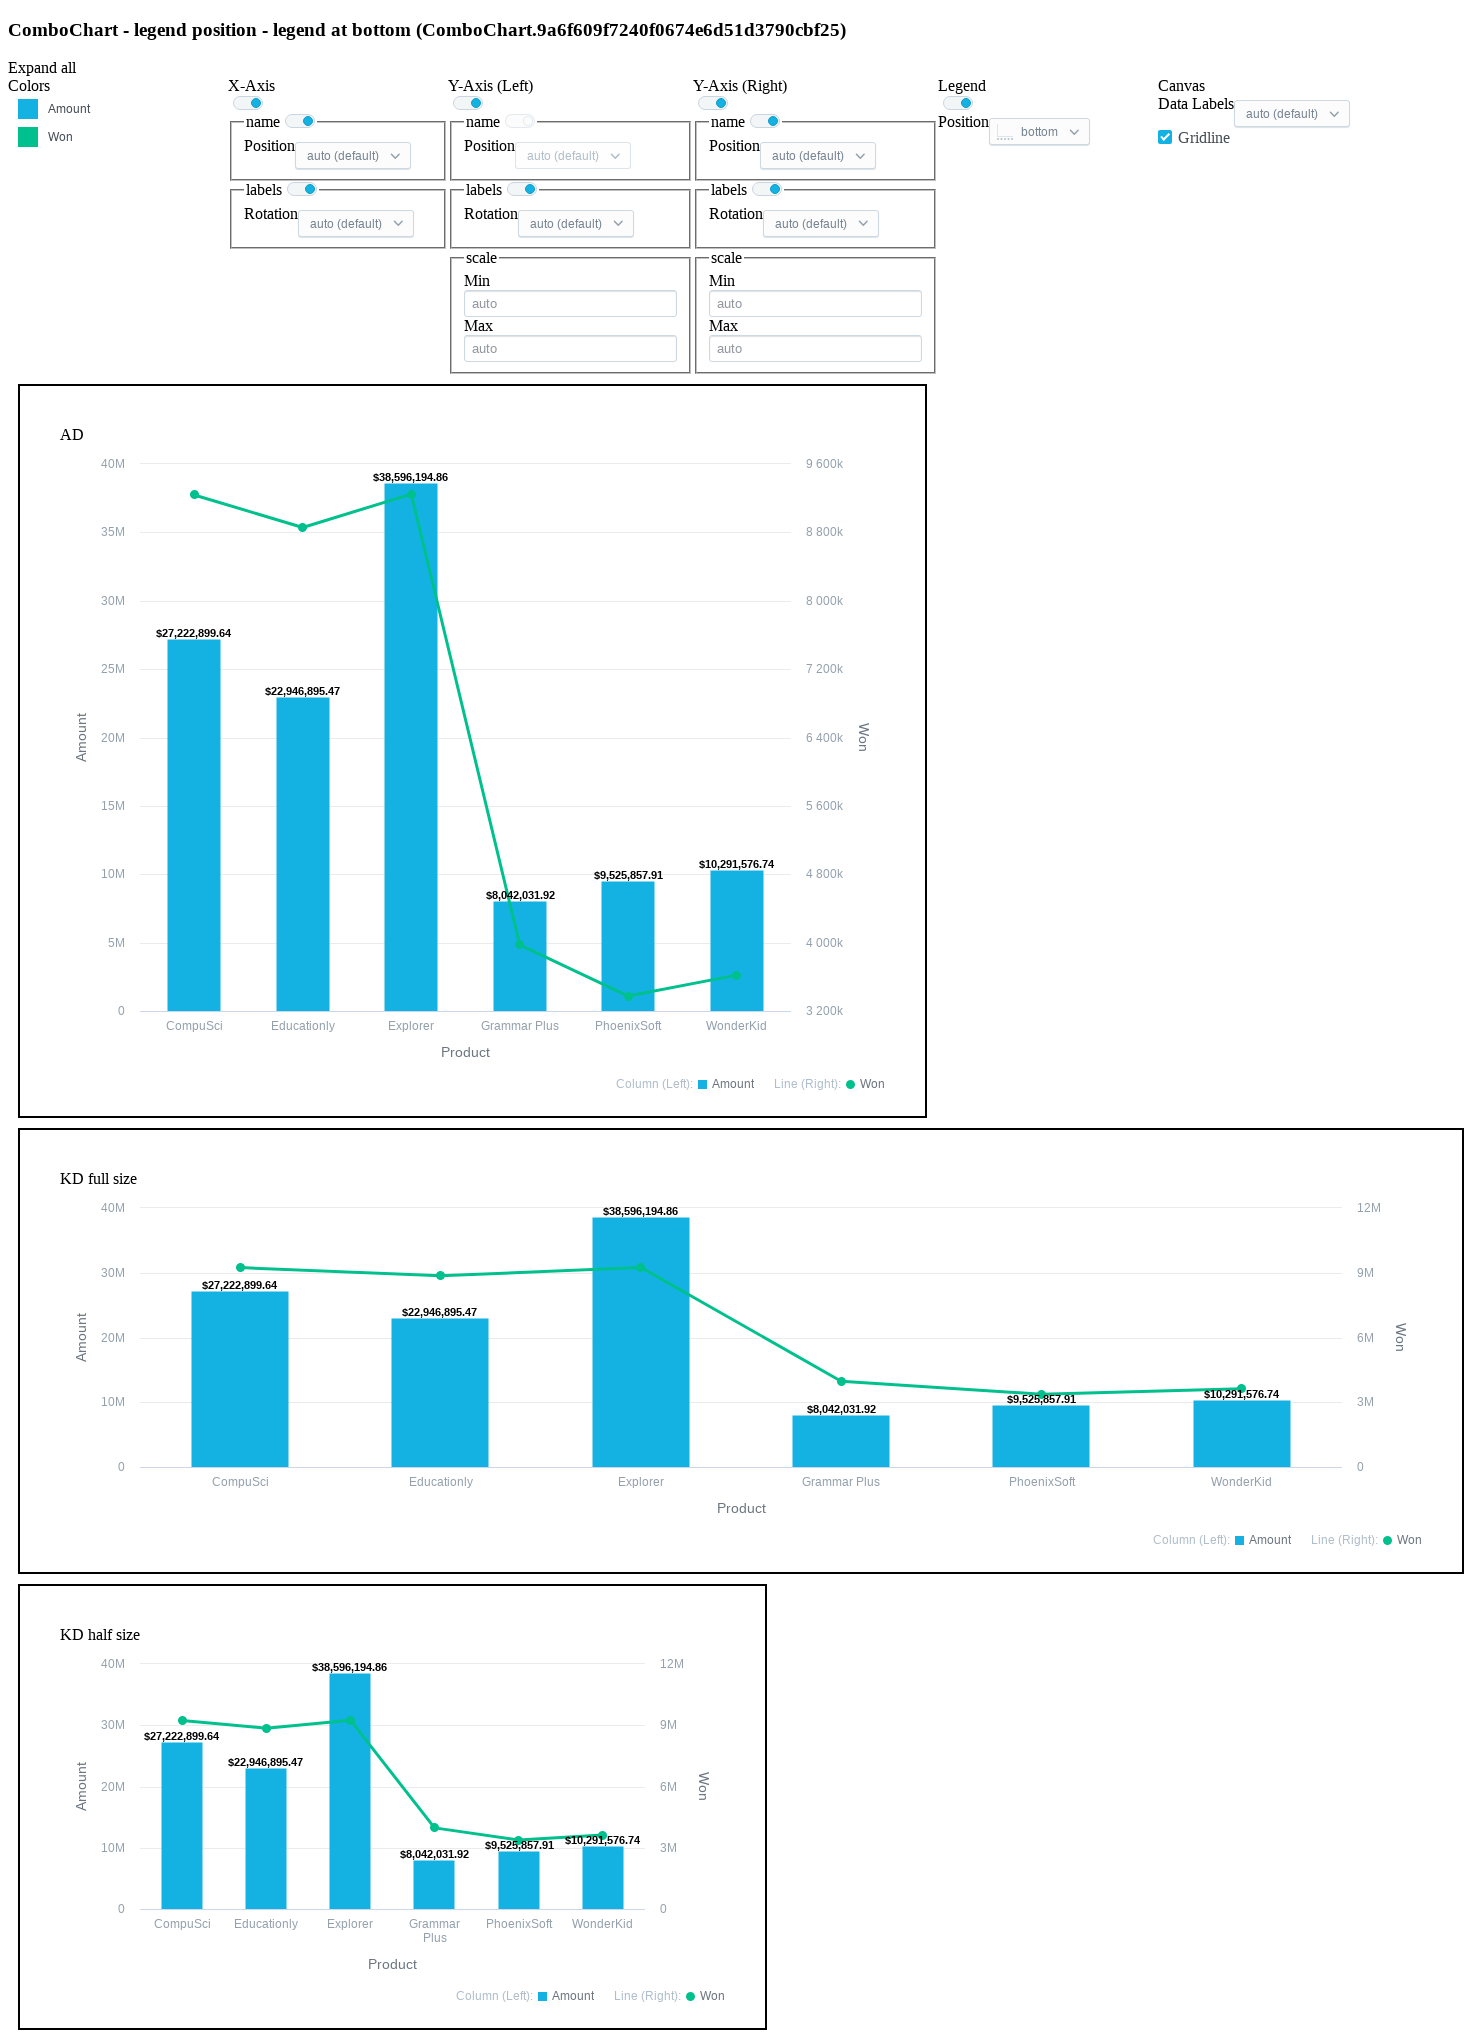 ComboChart - legend position - legend at bottom (ComboChart.9a6f609f7240f0674e6d51d3790cbf25)
Expand all
Colors
Amount
Won
X-Axis
name
Position auto (default)
labels
Rotation auto (default)
Y-Axis (Left)
name
Position auto (default)
labels
Rotation auto (default)
scale
Min
auto
Max
auto
Y-Axis (Right)
name
Position auto (default)
labels
Rotation auto (default)
scale
Min
auto
Max
auto
Legend
Position bottom
Canvas
Data Labels auto (default)
Gridline
AD
40M
35M
30M
25M
20M
15M
10M
5M
0
Amount
$27,222,899.64
$22,946,895.47
$38,596,194.86
$8,042,031.92
$9,525,857.91
$10,291,576.74
9 600k
8 800k
8 000k
7 200k
6 400k
5 600k
4 800k
4 000k
3 200k
Won
CompuSci Educationly Explorer Grammar Plus PhoenixSoft WonderKid
Product
Column (Left): Amount Line (Right): Won
KD full size
40M
30M
20M
10M
0
Amount
$27,222,899.64
$22,946,895.47
$38,596,194.86
$8,042,031.92
$9,525,857.91
$10,291,576.74
12M
9M
6M
3M
0
Won
CompuSci Educationly Explorer Grammar Plus PhoenixSoft WonderKid
Product
Column (Left): Amount Line (Right): Won
KD half size
40M
30M
20M
10M
0
Amount
$27,222,899.64
$22,946,895.47
$38,596,194.86
$8,042,031.92
$9,525,857.91
$10,291,576.74
12M
9M
6M
3M
0
Won
CompuSci Educationly Explorer Grammar PhoenixSoft WonderKid
Plus
Product
Column (Left): Amount Line (Right): Won